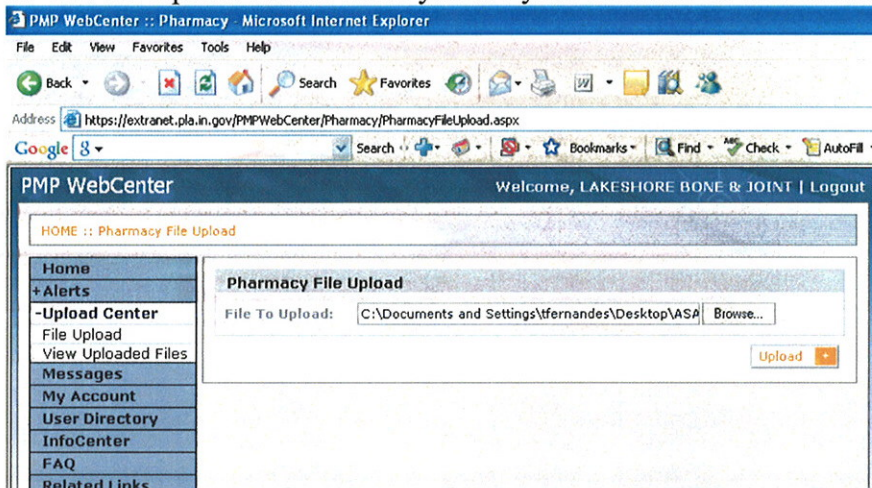 PMP WebCenter :: Pharmacy - Microsoft Internet Explorer
File Edit View Favorites Tools Help
Back Search Favorites
Address https://extranet.pla.in.gov/PMPWebCenter/Pharmacy/PharmacyFileUpload.aspx
Google Search Bookmarks Find ABC Check AutoFill
PMP WebCenter Welcome, LAKESHORE BONE & JOINT | Logout
HOME :: Pharmacy File Upload
Home
+Alerts
-Upload Center
File Upload
View Uploaded Files
Messages
My Account
User Directory
InfoCenter
FAQ
Related Links
Pharmacy File Upload
File To Upload: C:\Documents and Settings\tfernandes\Desktop\ASA Browse...
Upload +